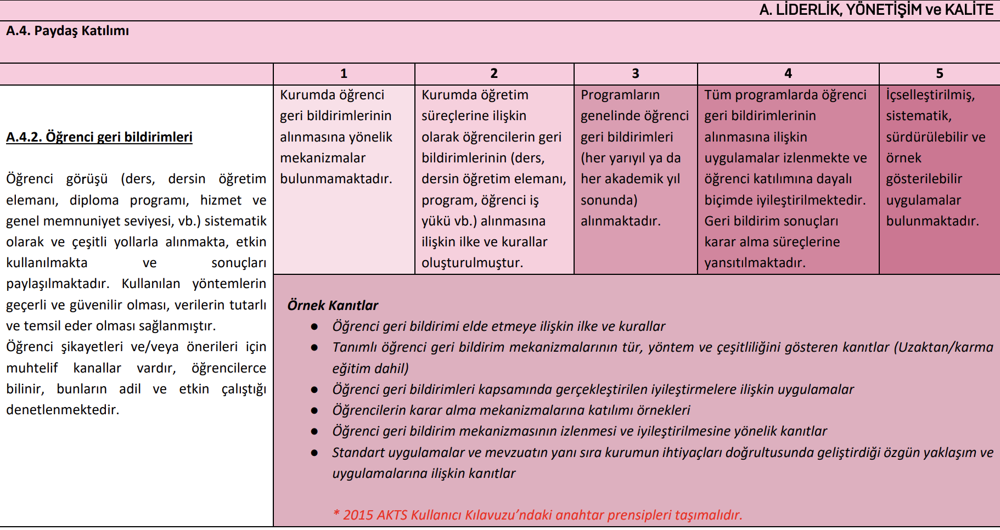 A. LİDERLİK, YÖNETİŞİM ve KALİTE
A.4. Paydaş Katılımı
1
2
3
4
5
A.4.2. Öğrenci geri bildirimleri
Öğrenci görüşü (ders, dersin öğretim
elemanı, diploma programı, hizmet ve
genel memnuniyet seviyesi, vb.) sistematik
olarak ve çeşitli yollarla alınmakta, etkin
kullanılmakta ve sonuçları
paylaşılmaktadır. Kullanılan yöntemlerin
geçerli ve güvenilir olması, verilerin tutarlı
ve temsil eder olması sağlanmıştır.
Öğrenci şikayetleri ve/veya önerileri için
muhtelif kanallar vardır, öğrencilerce
bilinir, bunların adil ve etkin çalıştığı
denetlenmektedir.
Kurumda öğrenci
geri bildirimlerinin
alınmasına yönelik
mekanizmalar
bulunmamaktadır.
Kurumda öğretim
süreçlerine ilişkin
olarak öğrencilerin geri
bildirimlerinin (ders,
dersin öğretim elemanı,
program, öğrenci iş
yükü vb.) alınmasına
ilişkin ilke ve kurallar
oluşturulmuştur.
Programların
genelinde öğrenci
geri bildirimleri
(her yarıyıl ya da
her akademik yıl
sonunda)
alınmaktadır.
Tüm programlarda öğrenci
geri bildirimlerinin
alınmasına ilişkin
uygulamalar izlenmekte ve
öğrenci katılımına dayalı
biçimde iyileştirilmektedir.
Geri bildirim sonuçları
karar alma süreçlerine
yansıtılmaktadır.
İçselleştirilmiş,
sistematik,
sürdürülebilir ve
örnek
gösterilebilir
uygulamalar
bulunmaktadır.
Örnek Kanıtlar
● Öğrenci geri bildirimi elde etmeye ilişkin ilke ve kurallar
● Tanımlı öğrenci geri bildirim mekanizmalarının tür, yöntem ve çeşitliliğini gösteren kanıtlar (Uzaktan/karma
eğitim dahil)
● Öğrenci geri bildirimleri kapsamında gerçekleştirilen iyileştirmelere ilişkin uygulamalar
● Öğrencilerin karar alma mekanizmalarına katılımı örnekleri
● Öğrenci geri bildirim mekanizmasının izlenmesi ve iyileştirilmesine yönelik kanıtlar
● Standart uygulamalar ve mevzuatın yanı sıra kurumun ihtiyaçları doğrultusunda geliştirdiği özgün yaklaşım ve
uygulamalarına ilişkin kanıtlar
* 2015 AKTS Kullanıcı Kılavuzu’ndaki anahtar prensipleri taşımalıdır.